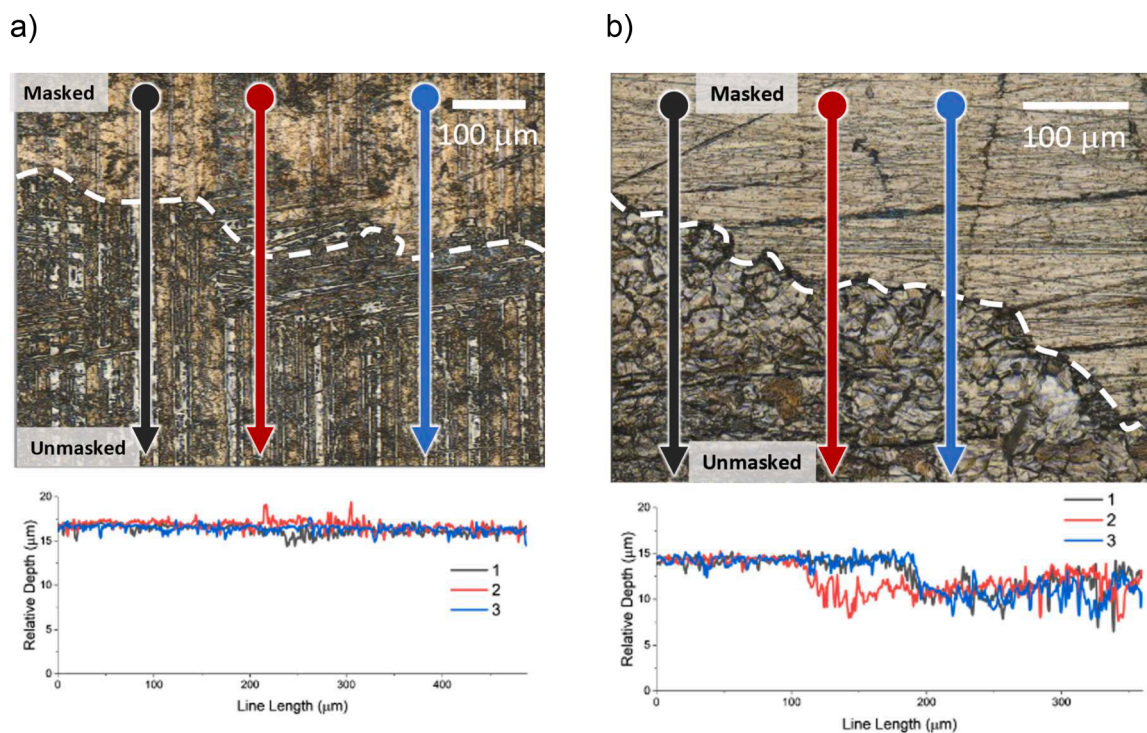 a)
b)
Masked
100 μm
Unmasked
Masked
100 μm
Unmasked
20
15
10
5
0
Relative Depth (μm)
1
2
3
0
100
200
300
400
Line Length (μm)
20
15
10
5
0
Relative Depth (μm)
1
2
3
0
100
200
300
Line Length (μm)